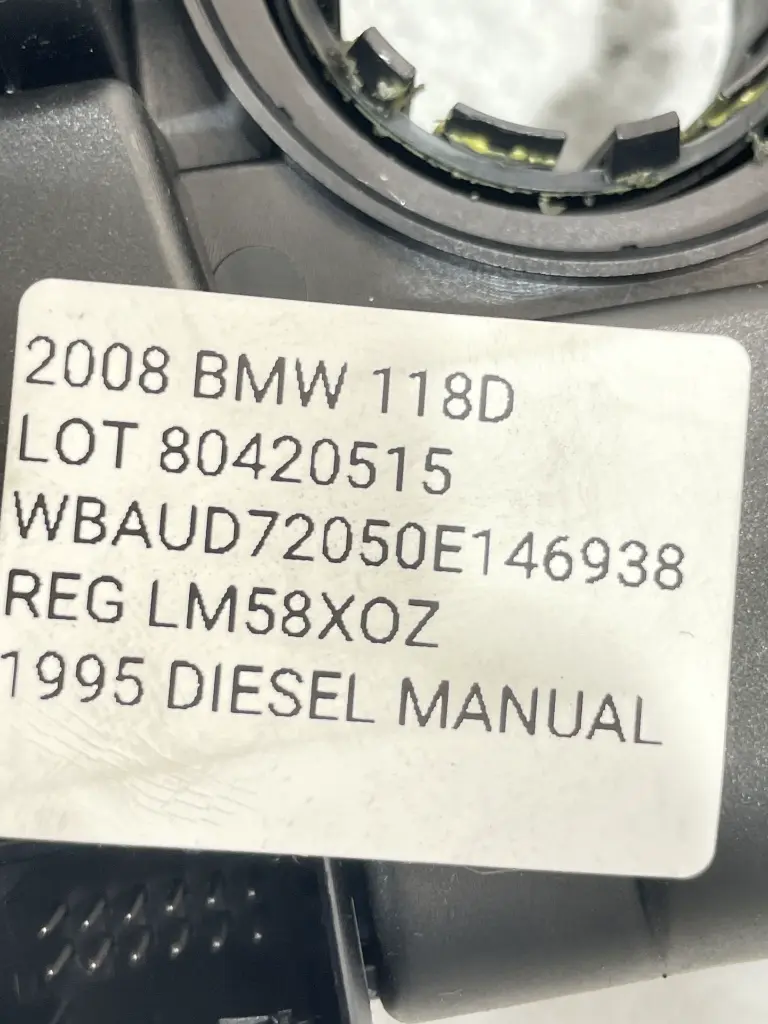 2008 BMW 118D
LOT 80420515
WBAUD72050E146938
REG LM58XOZ
1995 DIESEL MANUAL